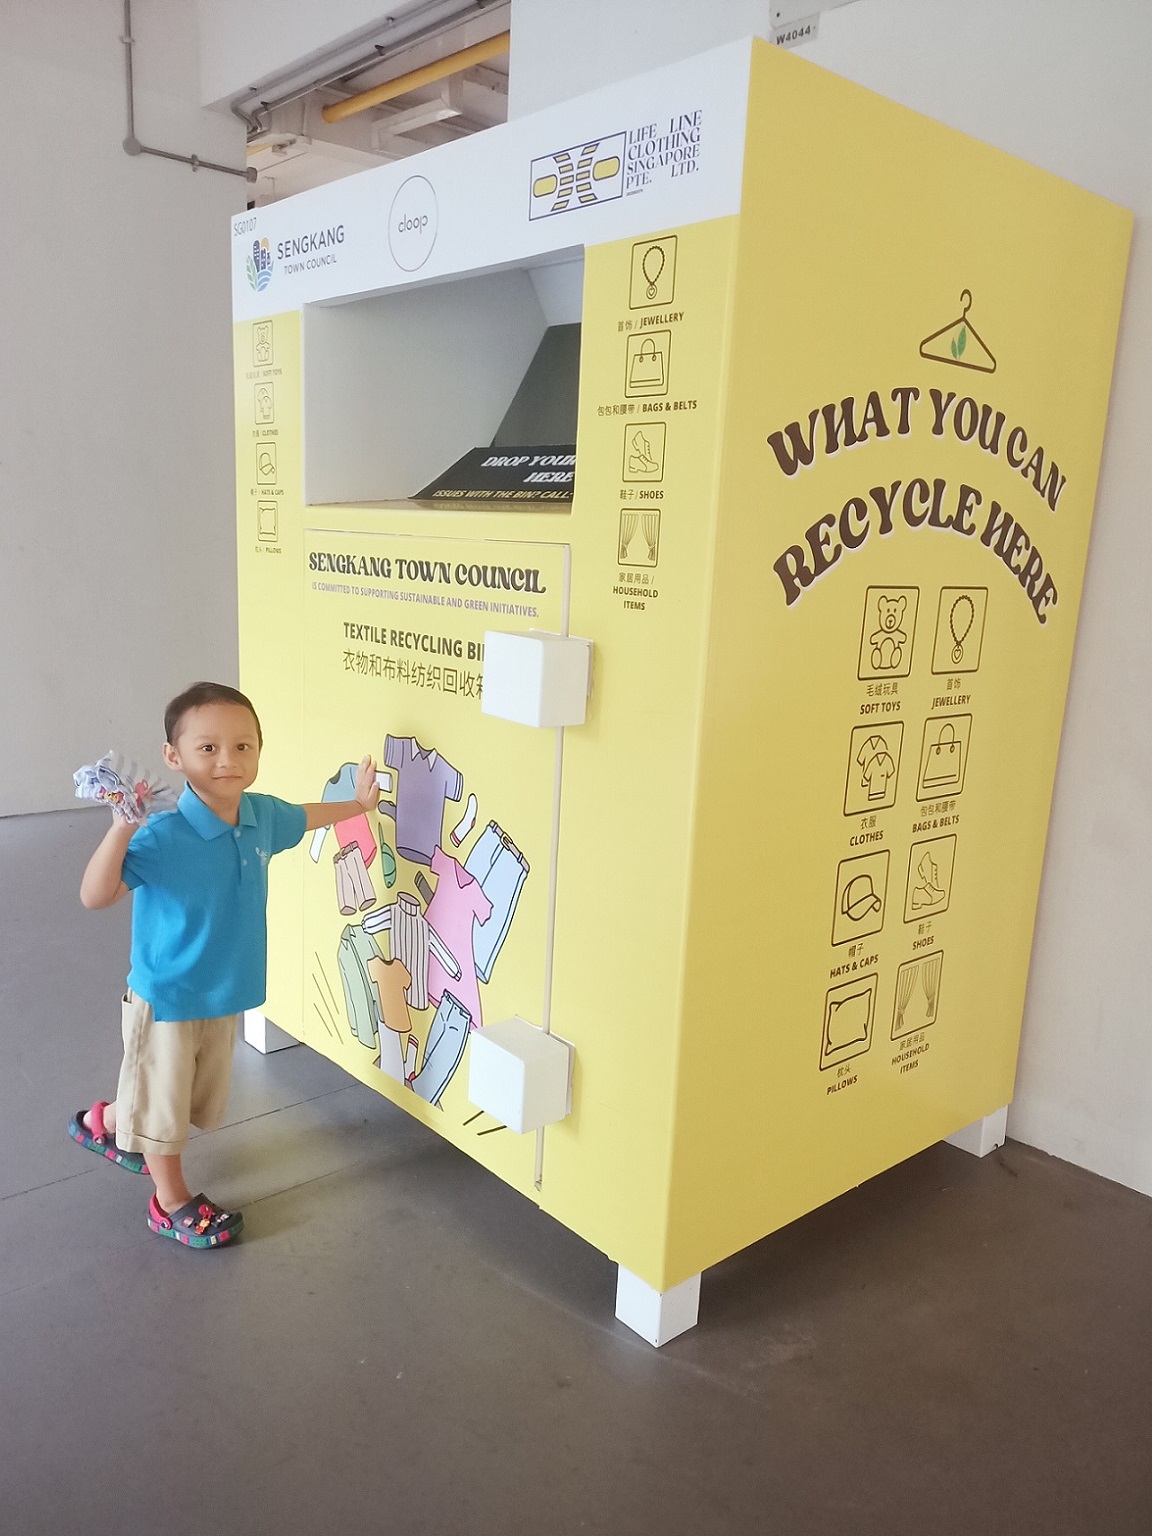 W4044
SG0107
SENGKANG
TOWN COUNCIL
cloop
LIFE LINE
CLOTHING
SINGAPORE
PTE. LTD.
首饰 / JEWELLERY
包包和腰带 / BAGS & BELTS
鞋子 / SHOES
家居用品 /
HOUSEHOLD
ITEMS
SOFT TOYS
衣服 / CLOTHES
帽子 / HATS & CAPS
枕头 / PILLOWS
DROP YOUR
HERE
ISSUES WITH THE BIN? CALL:
SENGKANG TOWN COUNCIL
IS COMMITTED TO SUPPORTING SUSTAINABLE AND GREEN INITIATIVES.
TEXTILE RECYCLING BI
衣物和布料纺织回收
WHAT YOU CAN
RECYCLE HERE
毛绒玩具
SOFT TOYS
首饰
JEWELLERY
衣服
CLOTHES
包包和腰带
BAGS & BELTS
帽子
HATS & CAPS
鞋子
SHOES
枕头
PILLOWS
家居用品
HOUSEHOLD
ITEMS